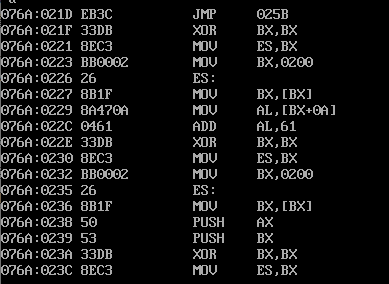 076A:021D EB3C JMP 025B
076A:021F 33DB XOR BX,BX
076A:0221 8EC3 MOV ES,BX
076A:0223 BB0002 MOV BX,0200
076A:0226 26 ES:
076A:0227 8B1F MOV BX,[BX]
076A:0229 8A470A MOV AL,[BX+0A]
076A:022C 0461 ADD AL,61
076A:022E 33DB XOR BX,BX
076A:0230 8EC3 MOV ES,BX
076A:0232 BB0002 MOV BX,0200
076A:0235 26 ES:
076A:0236 8B1F MOV BX,[BX]
076A:0238 50 PUSH AX
076A:0239 53 PUSH BX
076A:023A 33DB XOR BX,BX
076A:023C 8EC3 MOV ES,BX